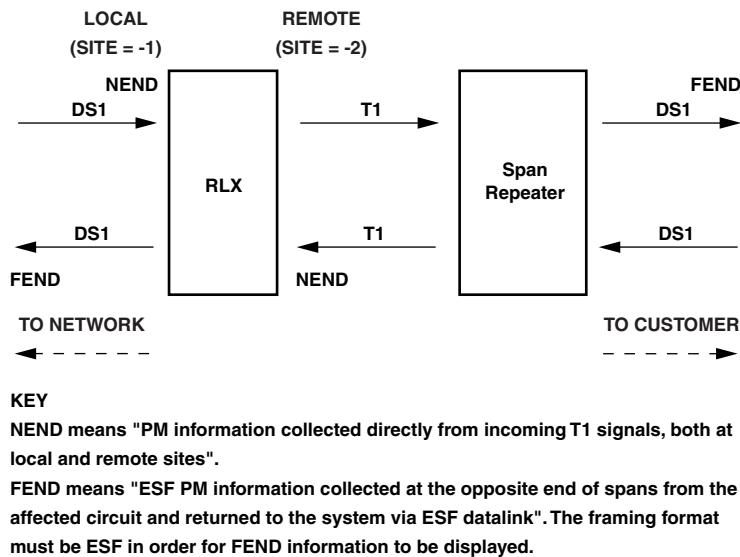 LOCAL
(SITE = -1)
REMOTE
(SITE = -2)
NEND
FEND
DS1
T1
DS1
RLX
Span
Repeater
DS1
T1
DS1
FEND
NEND
TO NETWORK
TO CUSTOMER
KEY
NEND means "PM information collected directly from incoming T1 signals, both at
local and remote sites".
FEND means "ESF PM information collected at the opposite end of spans from the
affected circuit and returned to the system via ESF datalink". The framing format
must be ESF in order for FEND information to be displayed.